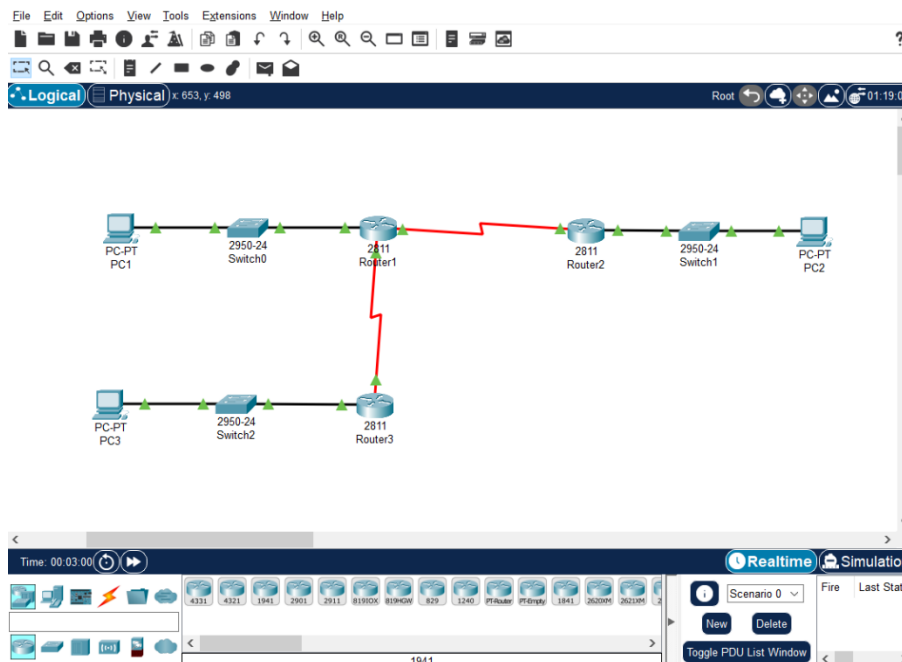 File Edit Options View Tools Extensions Window Help
?
Logical Physical x: 653, y: 498 Root 01:19:0
PC-PT
PC1
2950-24
Switch0
2811
Router1
2811
Router2
2950-24
Switch1
PC-PT
PC2
PC-PT
PC3
2950-24
Switch2
2811
Router3
Time: 00:03:00 Realtime Simulatio
4331 4321 1941 2901 2911 819IOX 819HGW 829 1240 PT-Router PT-Empty 1841 2620XM 2621XM 2
Scenario 0
Fire Last Stat
New Delete
Toggle PDU List Window
1941